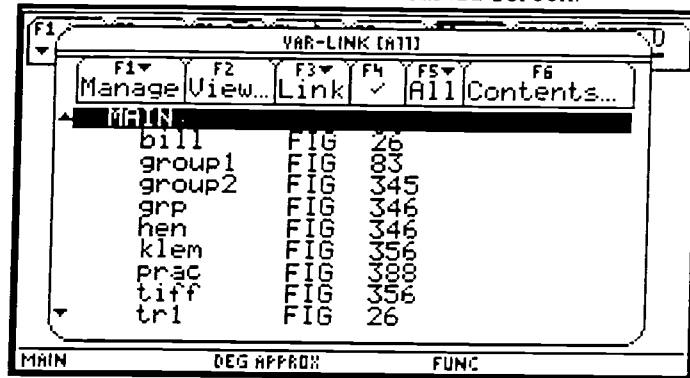 F1
VAR-LINK [All]
F1▼ F2 F3▼ F4 F5▼ F6
Manage View... Link ✓ All Contents...
MAIN
bill FIG 26
group1 FIG 83
group2 FIG 345
grp FIG 346
hen FIG 346
klem FIG 356
prac FIG 388
tiff FIG 356
tr1 FIG 26
MAIN DEG APPROX FUNC